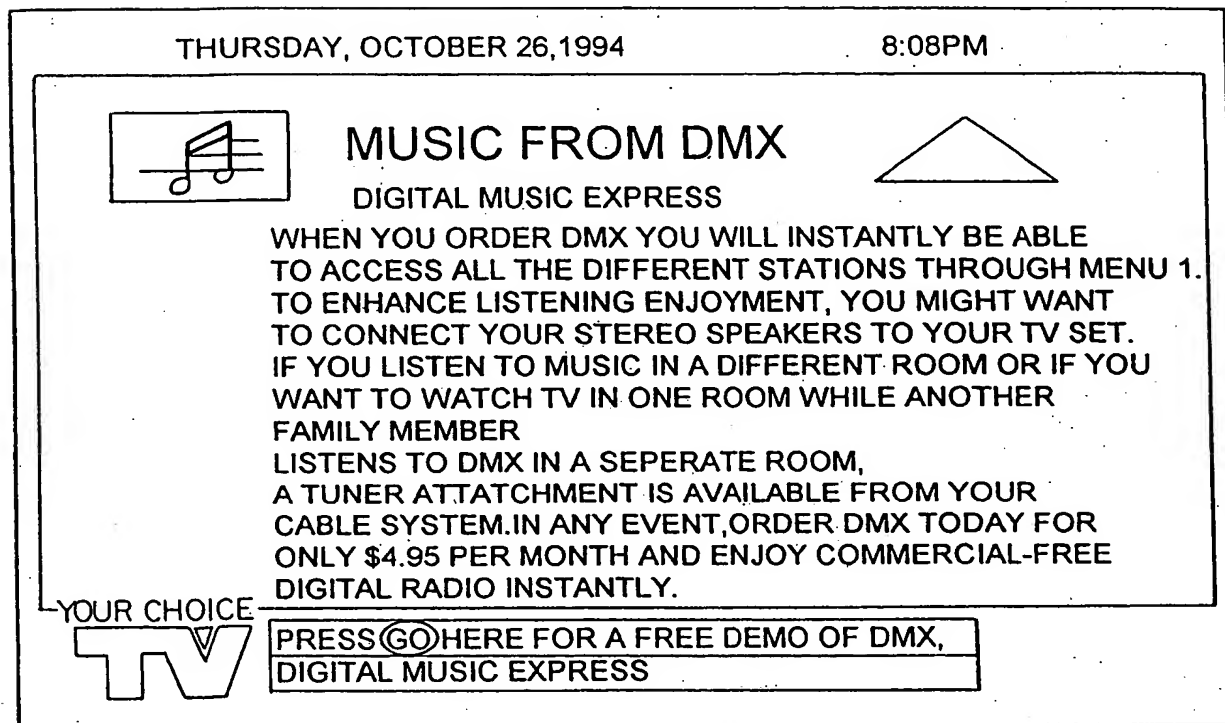 THURSDAY, OCTOBER 26,1994 8:08PM
MUSIC FROM DMX
DIGITAL MUSIC EXPRESS
WHEN YOU ORDER DMX YOU WILL INSTANTLY BE ABLE
TO ACCESS ALL THE DIFFERENT STATIONS THROUGH MENU 1.
TO ENHANCE LISTENING ENJOYMENT, YOU MIGHT WANT
TO CONNECT YOUR STEREO SPEAKERS TO YOUR TV SET.
IF YOU LISTEN TO MUSIC IN A DIFFERENT ROOM OR IF YOU
WANT TO WATCH TV IN ONE ROOM WHILE ANOTHER
FAMILY MEMBER
LISTENS TO DMX IN A SEPERATE ROOM,
A TUNER ATTATCHMENT IS AVAILABLE FROM YOUR
CABLE SYSTEM.IN ANY EVENT,ORDER DMX TODAY FOR
ONLY $4.95 PER MONTH AND ENJOY COMMERCIAL-FREE
DIGITAL RADIO INSTANTLY.
YOUR CHOICE
TV
PRESS GO HERE FOR A FREE DEMO OF DMX,
DIGITAL MUSIC EXPRESS